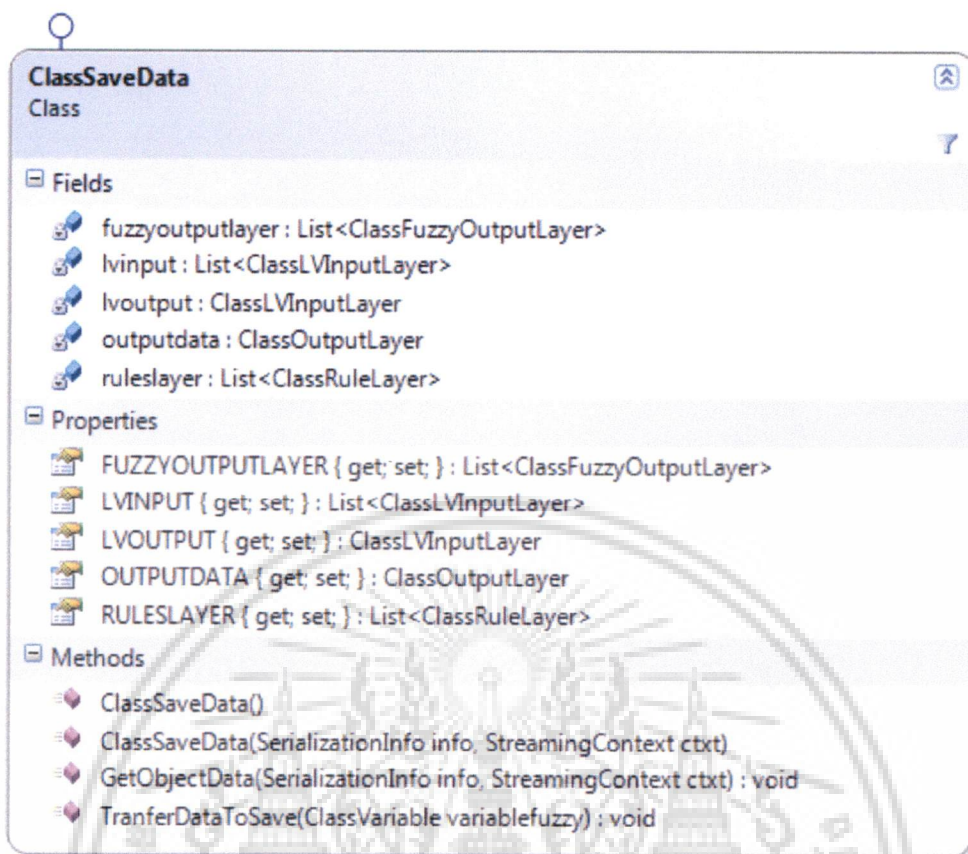 ClassSaveData
Class
Fields
fuzzyoutputlayer : List<ClassFuzzyOutputLayer>
lvinput : List<ClassLVInputLayer>
lvoutput : ClassLVInputLayer
outputdata : ClassOutputLayer
ruleslayer : List<ClassRuleLayer>
Properties
FUZZYOUTPUTLAYER { get; set; } : List<ClassFuzzyOutputLayer>
LVINPUT { get; set; } : List<ClassLVInputLayer>
LVOUTPUT { get; set; } : ClassLVInputLayer
OUTPUTDATA { get; set; } : ClassOutputLayer
RULESLAYER { get; set; } : List<ClassRuleLayer>
Methods
ClassSaveData()
ClassSaveData(SerializationInfo info, StreamingContext ctxt)
GetObjectData(SerializationInfo info, StreamingContext ctxt) : void
TranferDataToSave(ClassVariable variablefuzzy) : void